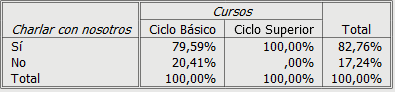 Cursos
Charlar con nosotros Ciclo Básico Ciclo Superior Total
Sí 79,59% 100,00% 82,76%
No 20,41% ,00% 17,24%
Total 100,00% 100,00% 100,00%